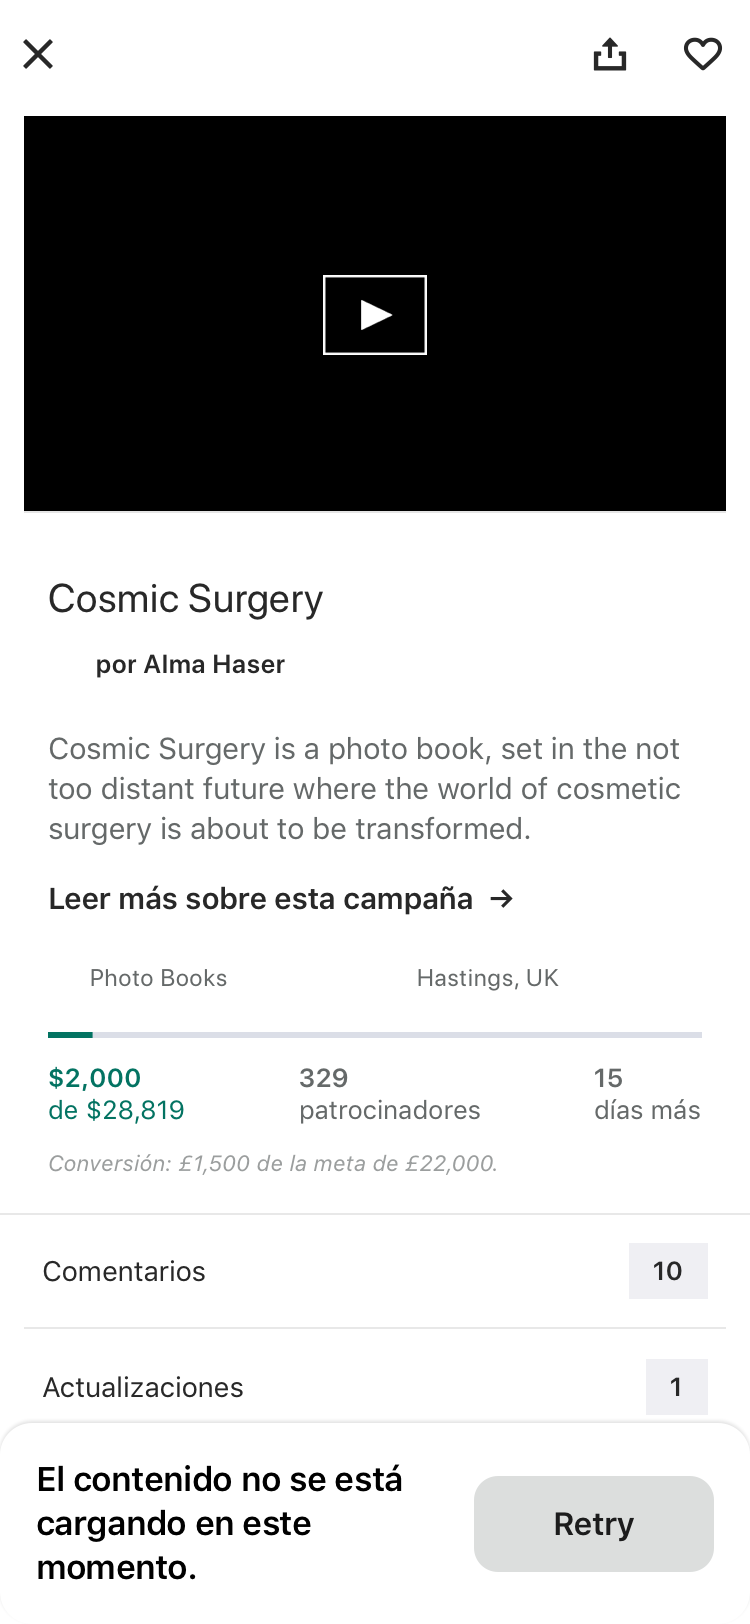 Cosmic Surgery
por Alma Haser
Cosmic Surgery is a photo book, set in the not
too distant future where the world of cosmetic
surgery is about to be transformed.
Leer más sobre esta campaña →
Photo Books
Hastings, UK
$2,000
de $28,819
329
patrocinadores
15
días más
Conversión: £1,500 de la meta de £22,000.
Comentarios
10
Actualizaciones
1
El contenido no se está
cargando en este
momento.
Retry